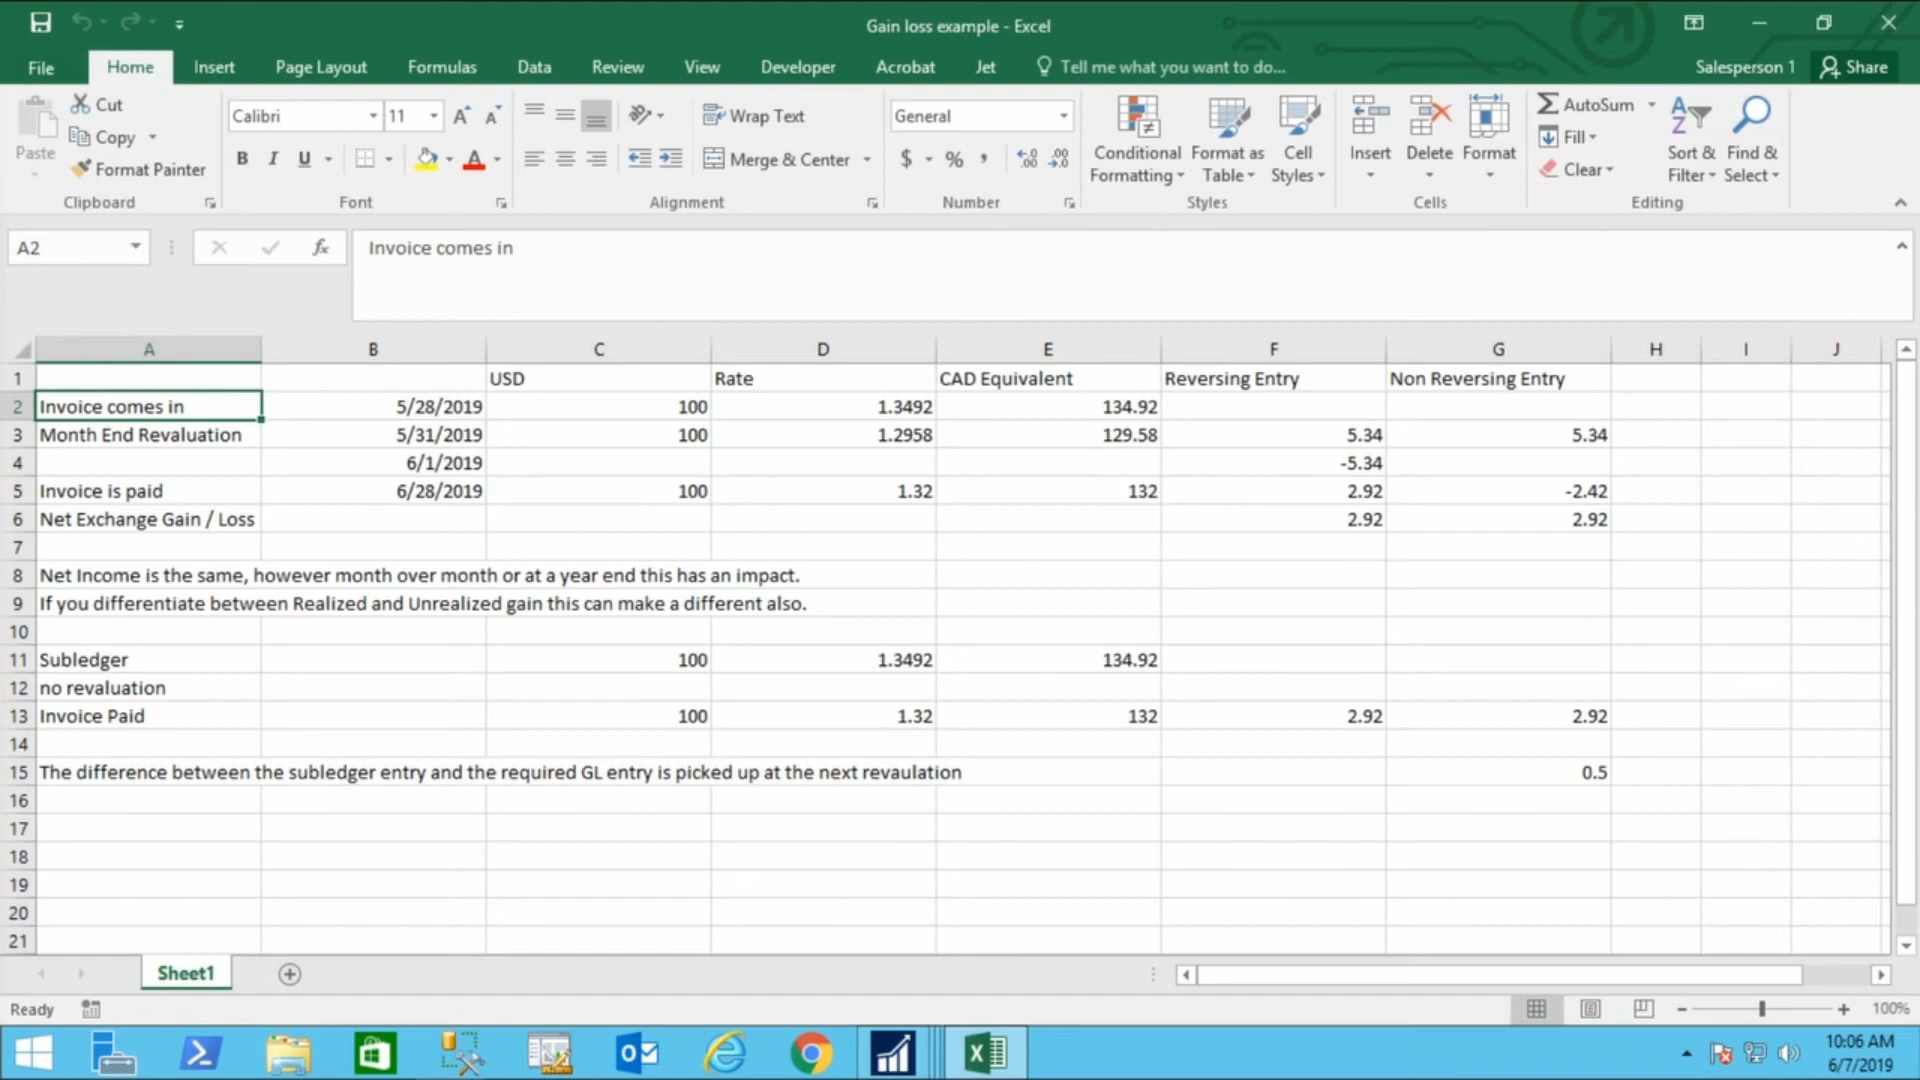 Gain loss example - Excel
File Home Insert Page Layout Formulas Data Review View Developer Acrobat Jet Tell me what you want to do... Salesperson 1 Share
Paste
Cut
Copy
Format Painter
Clipboard
Calibri 11
B I U
Font
Wrap Text
Merge & Center
Alignment
General
$ % ,
Number
Conditional Formatting
Format as Table
Cell Styles
Styles
Insert Delete Format
Cells
AutoSum
Fill
Clear
Sort & Filter
Find & Select
Editing
A2 fx Invoice comes in
A B C D E F G H I J
1 USD Rate CAD Equivalent Reversing Entry Non Reversing Entry
2 Invoice comes in 5/28/2019 100 1.3492 134.92
3 Month End Revaluation 5/31/2019 100 1.2958 129.58 5.34 5.34
4 6/1/2019 -5.34
5 Invoice is paid 6/28/2019 100 1.32 132 2.92 -2.42
6 Net Exchange Gain / Loss 2.92 2.92
7
8 Net Income is the same, however month over month or at a year end this has an impact.
9 If you differentiate between Realized and Unrealized gain this can make a different also.
10
11 Subledger 100 1.3492 134.92
12 no revaluation
13 Invoice Paid 100 1.32 132 2.92 2.92
14
15 The difference between the subledger entry and the required GL entry is picked up at the next revaulation 0.5
16
17
18
19
20
21
Sheet1
Ready 100%
10:06 AM
6/7/2019